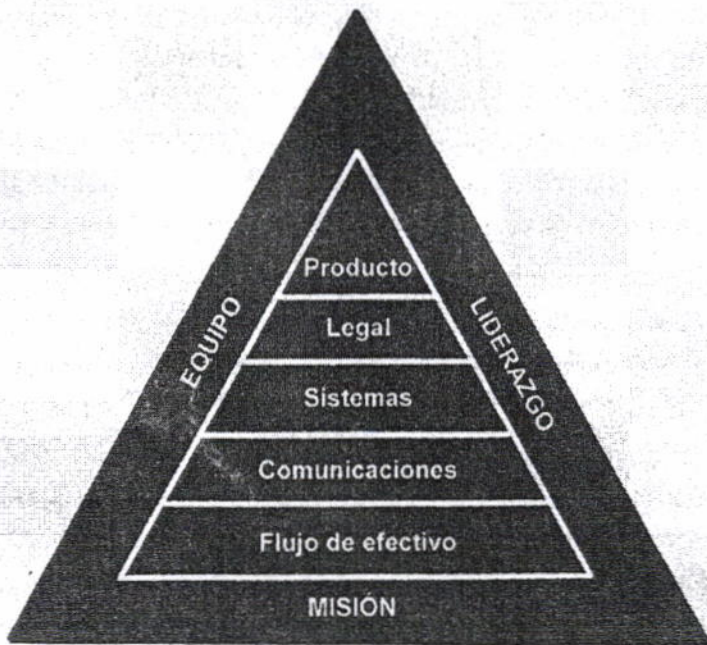 Producto
Legal
EQUIPO
LIDERAZGO
Sistemas
Comunicaciones
Flujo de efectivo
MISIÓN